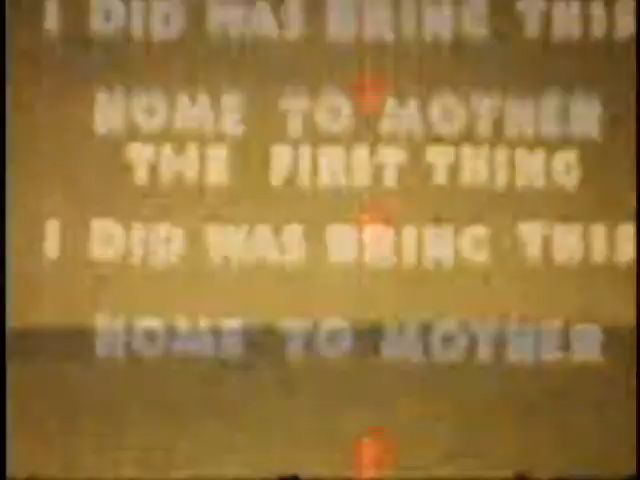 I DID WAS BRING THIS
HOME TO MOTHER
THE FIRST THING
I DID WAS BRING THIS
HOME TO MOTHER